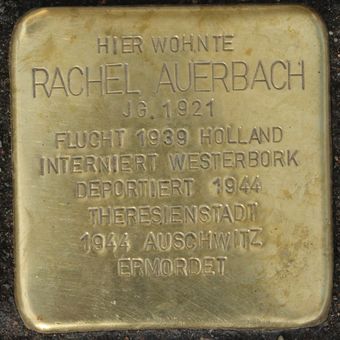 HIER WOHNTE
RACHEL AUERBACH
JG. 1921
FLUCHT 1939 HOLLAND
INTERNIERT WESTERBORK
DEPORTIERT 1944
THERESIENSTADT
1944 AUSCHWITZ
ERMORDET